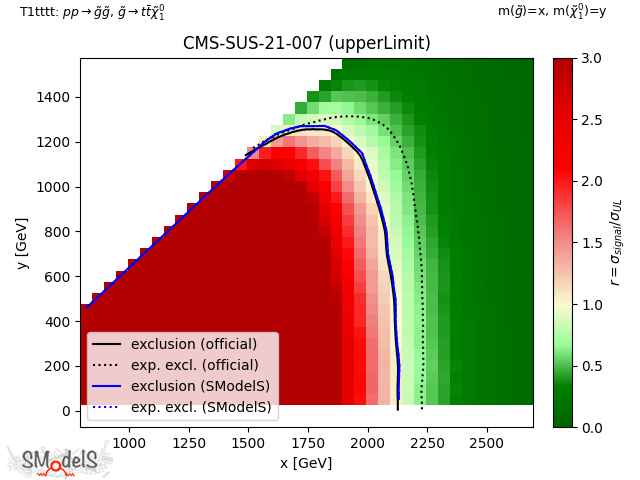 T1tttt: pp → g̃g̃, g̃ → tt̄χ̃₁⁰
m(g̃)=x, m(χ̃₁⁰)=y
CMS-SUS-21-007 (upperLimit)
y [GeV]
1400
1200
1000
800
600
400
200
0
exclusion (official)
exp. excl. (official)
exclusion (SModelS)
exp. excl. (SModelS)
1000 1250 1500 1750 2000 2250 2500
x [GeV]
3.0
2.5
2.0
1.5
1.0
0.5
0.0
r = σ_signal/σ_UL
SModelS